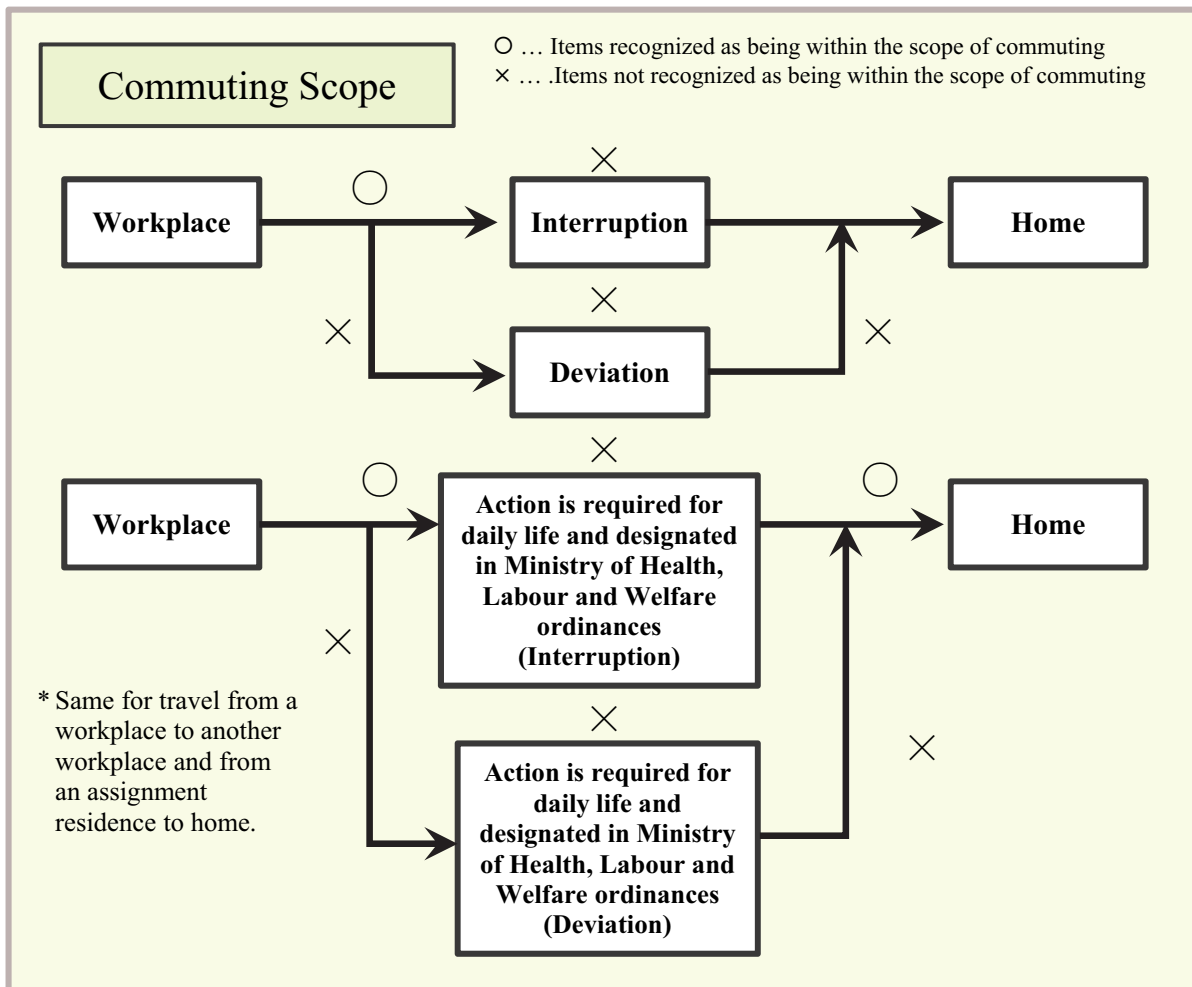 Commuting Scope
○ … Items recognized as being within the scope of commuting
× … .Items not recognized as being within the scope of commuting
×
○
Workplace
Interruption
Home
×
×
×
Deviation
×
○
○
Workplace
Action is required for
daily life and designated
in Ministry of Health,
Labour and Welfare
ordinances
(Interruption)
Home
×
* Same for travel from a
workplace to another
workplace and from
an assignment
residence to home.
×
×
Action is required for
daily life and
designated in Ministry
of Health, Labour and
Welfare ordinances
(Deviation)